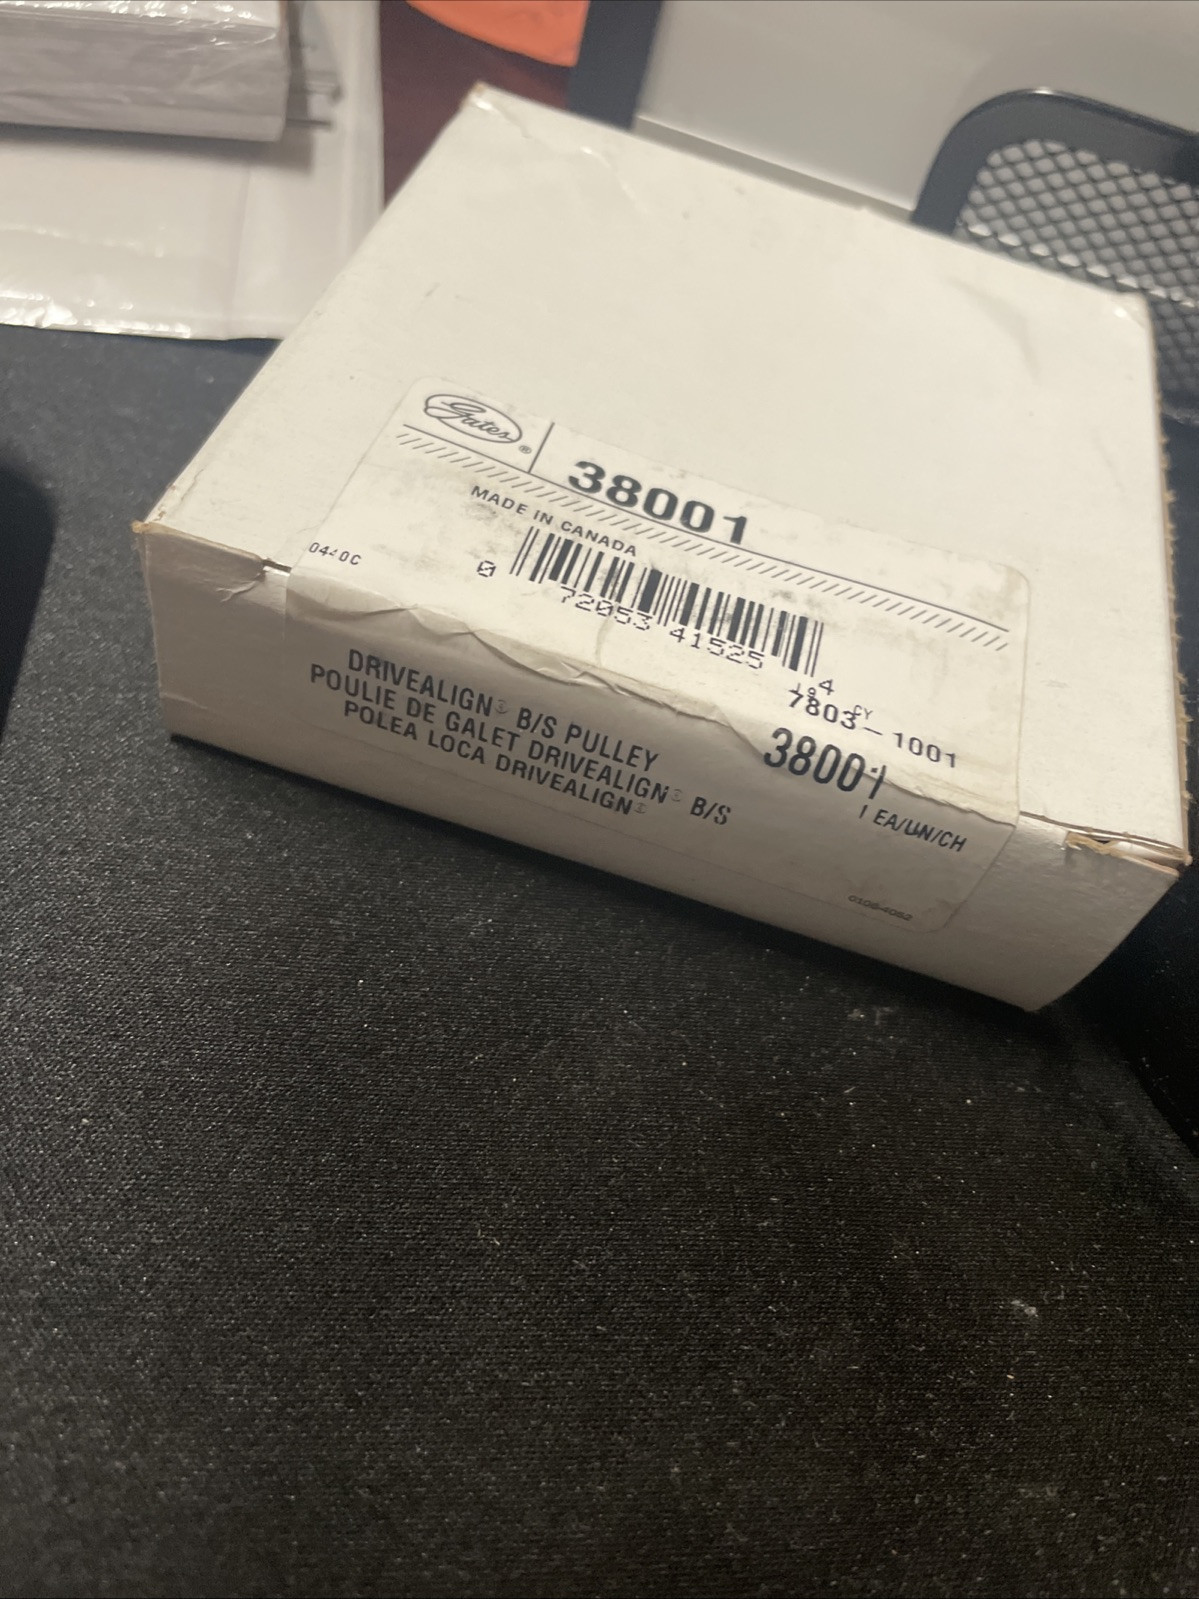 Gates®
38001
MADE IN CANADA
0 72053 41525 4
7803-1001
DRIVEALIGN® B/S PULLEY
POULIE DE GALET DRIVEALIGN® B/S
POLEA LOCA DRIVEALIGN®
38001
1 EA/UN/CH